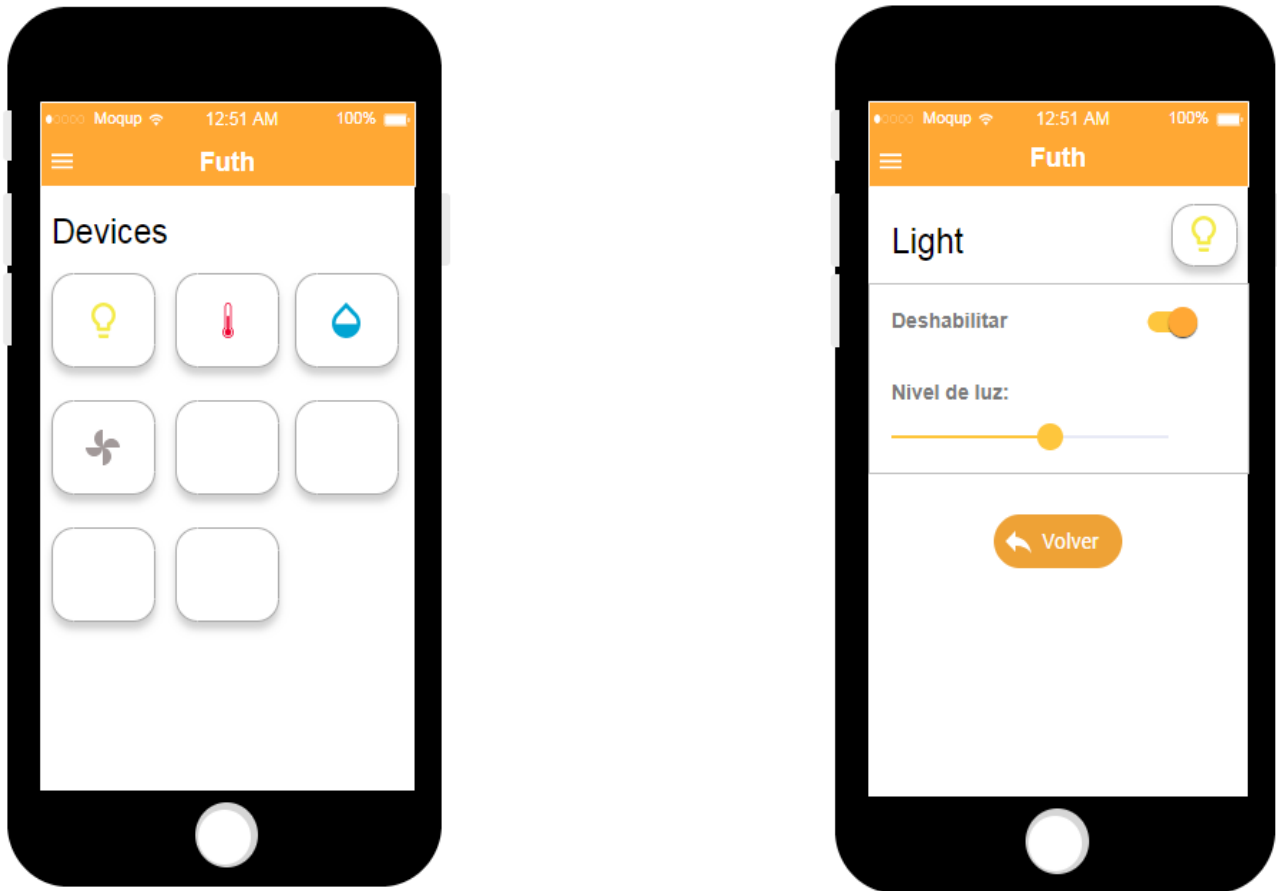 Moqup 12:51 AM 100%
Futh
Devices
Moqup 12:51 AM 100%
Futh
Light
Deshabilitar
Nivel de luz:
Volver